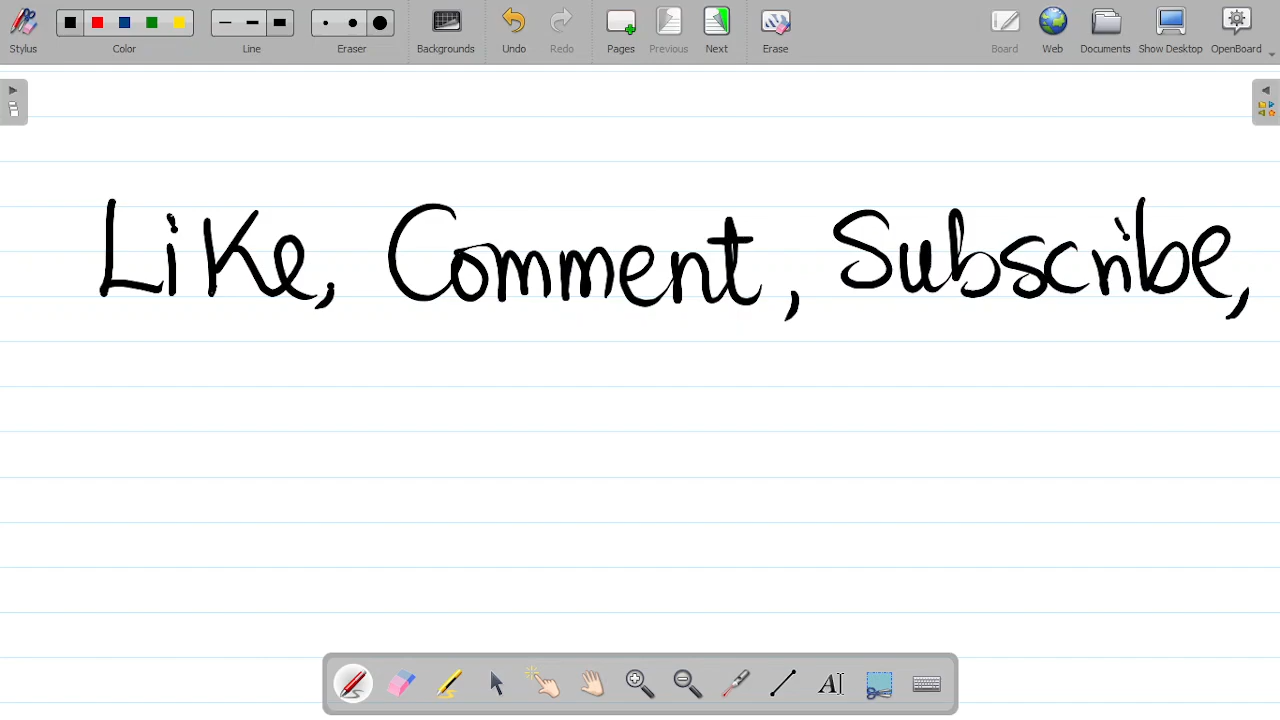 Stylus Color Line Eraser Backgrounds Undo Redo Pages Previous Next Erase Board Web Documents Show Desktop OpenBoard
Like, Comment, Subscribe,